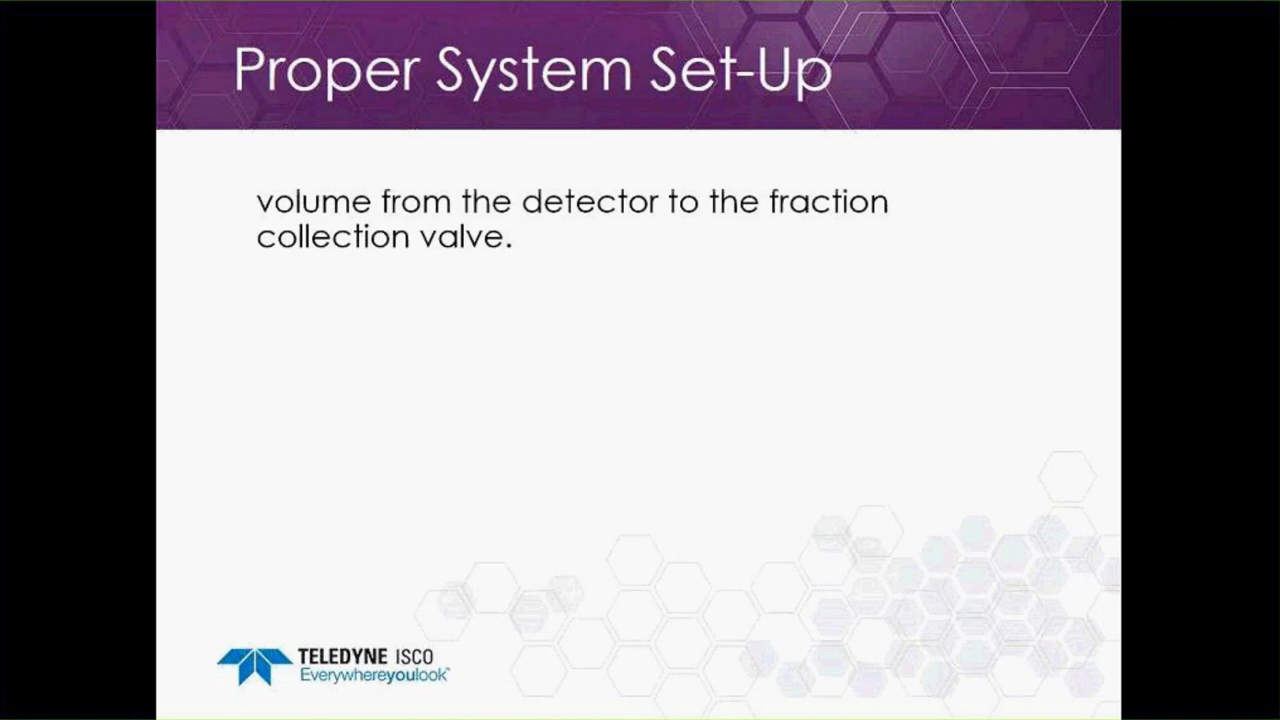 Proper System Set-Up
volume from the detector to the fraction
collection valve.
TELEDYNE ISCO
Everywhereyoulook